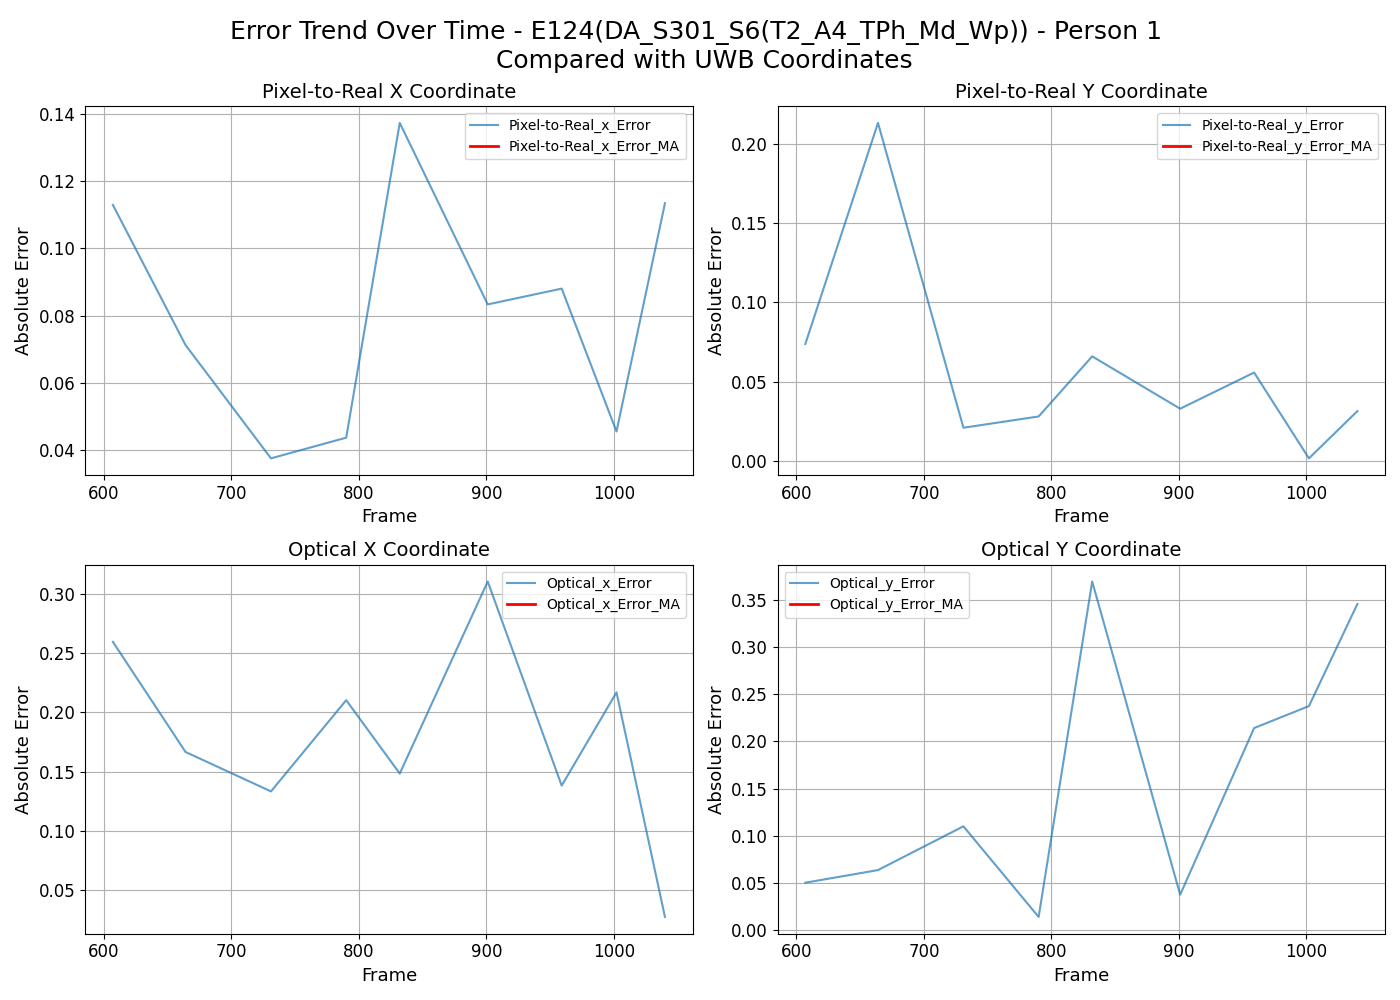 Error Trend Over Time - E124(DA_S301_S6(T2_A4_TPh_Md_Wp)) - Person 1
Compared with UWB Coordinates
Pixel-to-Real X Coordinate
Absolute Error
0.14
0.12
0.10
0.08
0.06
0.04
Pixel-to-Real_x_Error
Pixel-to-Real_x_Error_MA
600 700 800 900 1000
Frame
Pixel-to-Real Y Coordinate
Absolute Error
0.20
0.15
0.10
0.05
0.00
Pixel-to-Real_y_Error
Pixel-to-Real_y_Error_MA
600 700 800 900 1000
Frame
Optical X Coordinate
Absolute Error
0.30
0.25
0.20
0.15
0.10
0.05
Optical_x_Error
Optical_x_Error_MA
600 700 800 900 1000
Frame
Optical Y Coordinate
Absolute Error
0.35
0.30
0.25
0.20
0.15
0.10
0.05
0.00
Optical_y_Error
Optical_y_Error_MA
600 700 800 900 1000
Frame